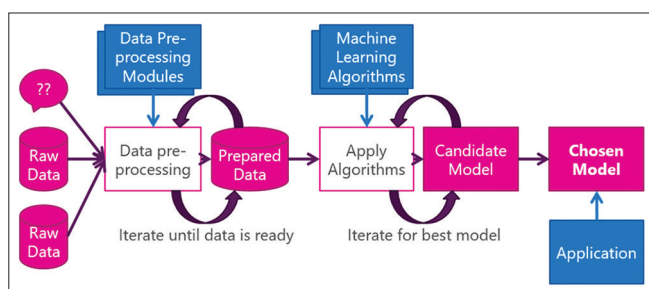 Data Pre-
processing
Modules
Machine
Learning
Algorithms
??
Raw
Data
Data pre-
processing
Prepared
Data
Apply
Algorithms
Candidate
Model
Chosen
Model
Raw
Data
Iterate until data is ready
Iterate for best model
Application